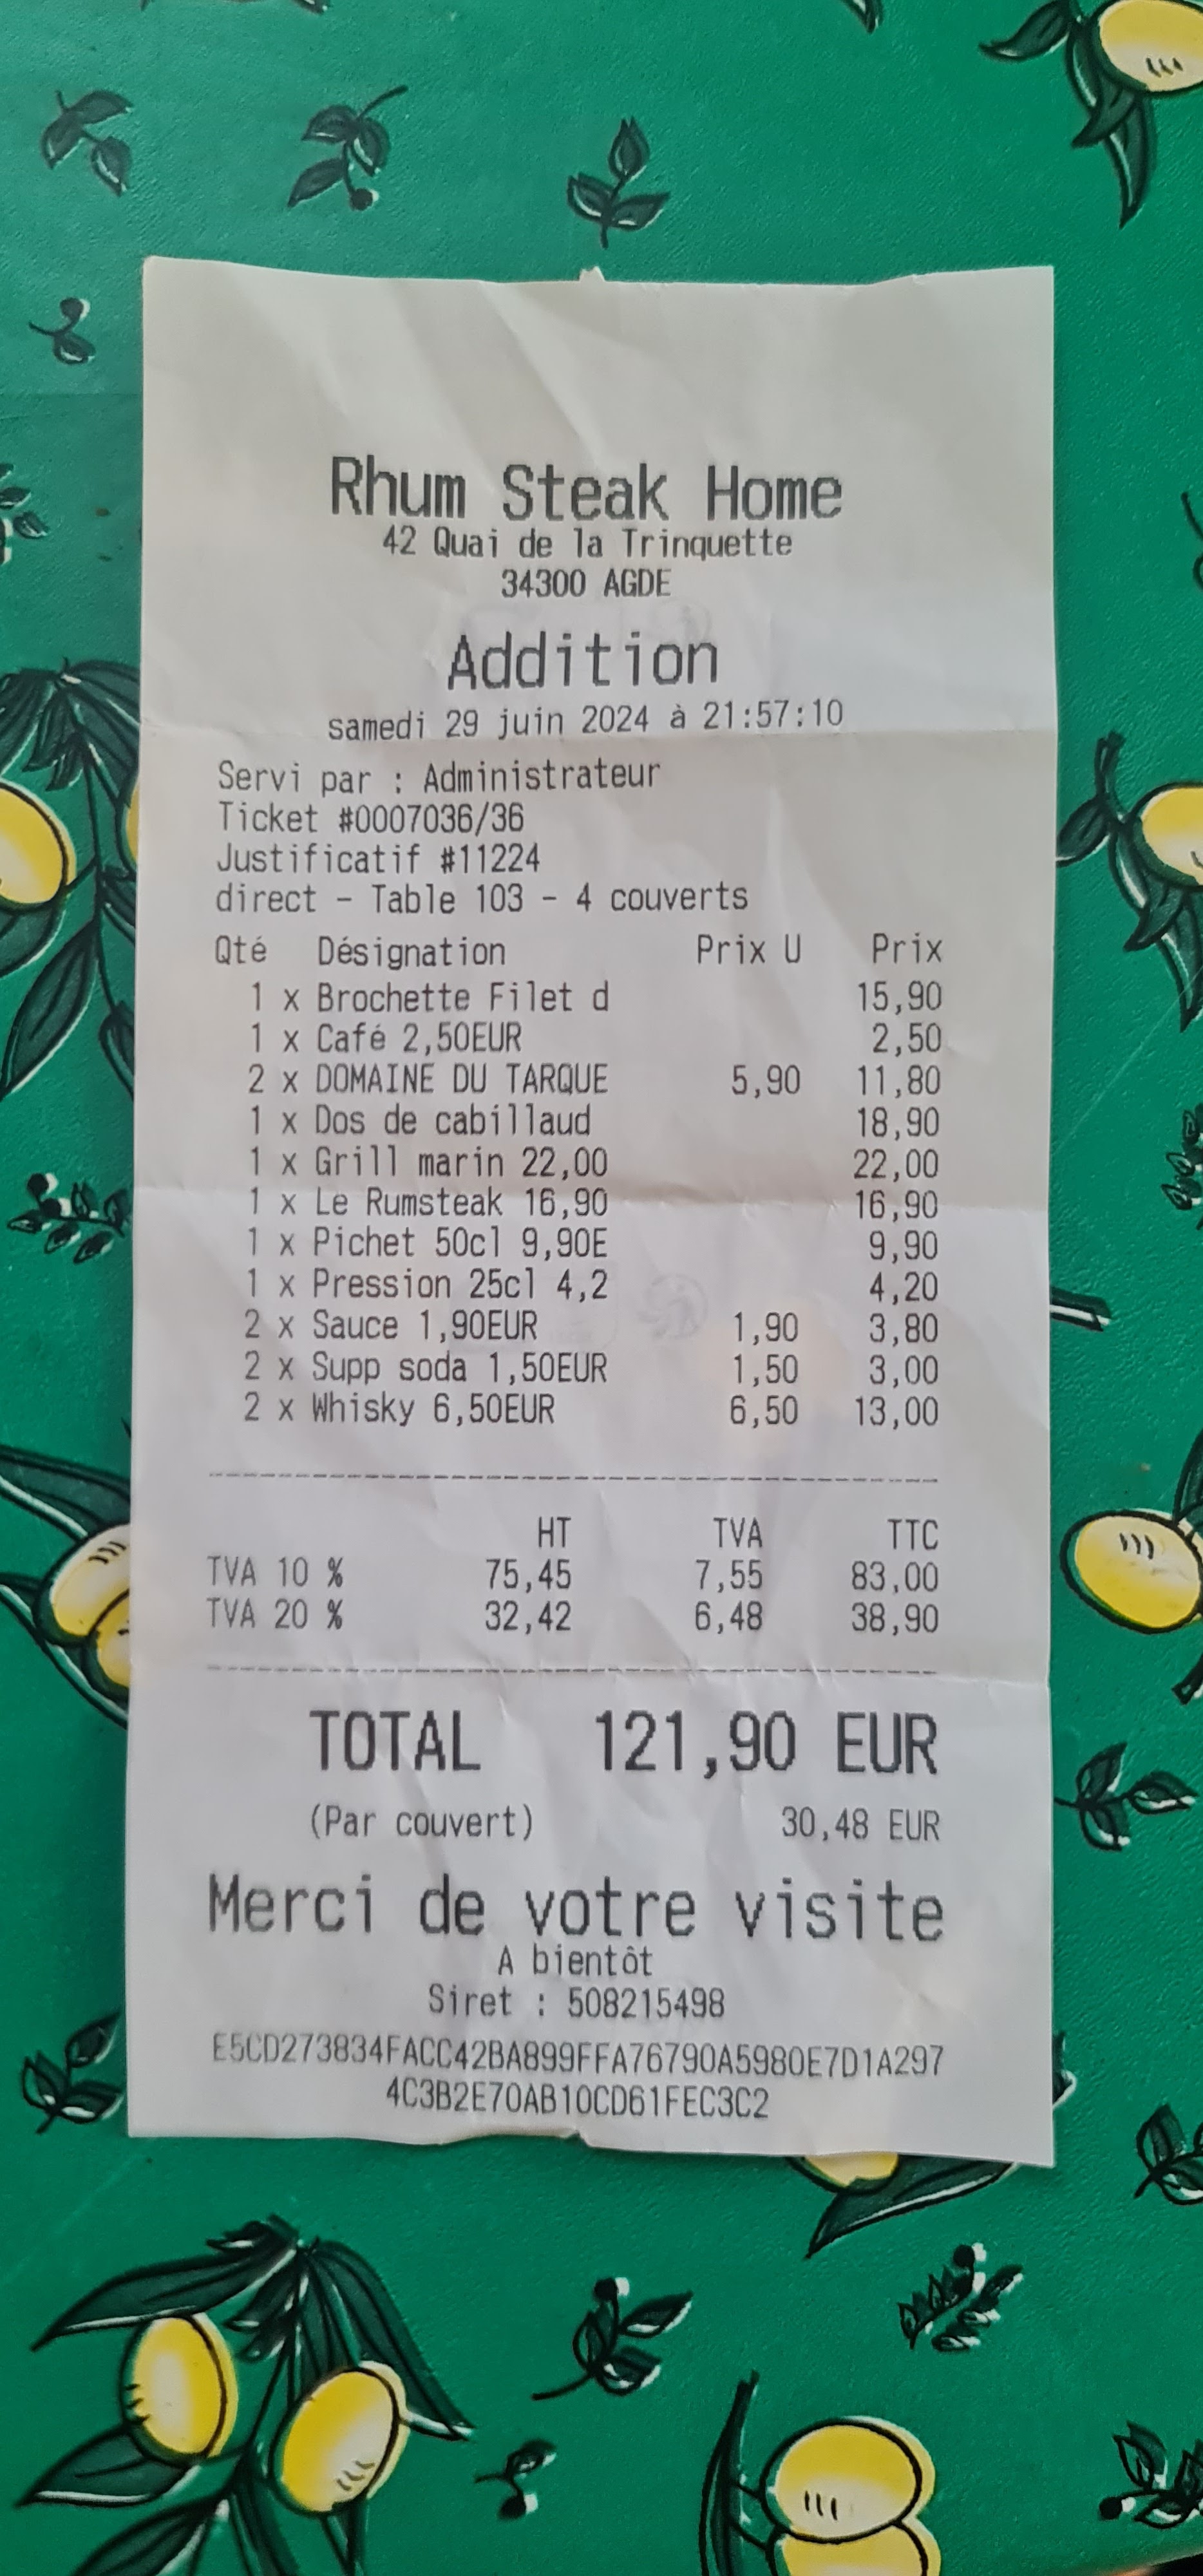 Rhum Steak Home
42 Quai de la Trinquette
34300 AGDE
Addition
samedi 29 juin 2024 à 21:57:10
Servi par : Administrateur
Ticket #0007036/36
Justificatif #11224
direct - Table 103 - 4 couverts
Qté Désignation Prix U Prix
1 x Brochette Filet d 15,90
1 x Café 2,50EUR 2,50
2 x DOMAINE DU TARQUE 5,90 11,80
1 x Dos de cabillaud 18,90
1 x Grill marin 22,00 22,00
1 x Le Rumsteak 16,90 16,90
1 x Pichet 50cl 9,90E 9,90
1 x Pression 25cl 4,2 4,20
2 x Sauce 1,90EUR 1,90 3,80
2 x Supp soda 1,50EUR 1,50 3,00
2 x Whisky 6,50EUR 6,50 13,00
HT TVA TTC
TVA 10 % 75,45 7,55 83,00
TVA 20 % 32,42 6,48 38,90
TOTAL 121,90 EUR
(Par couvert) 30,48 EUR
Merci de votre visite
A bientôt
Siret : 508215498
E5CD273834FACC42BA899FFA76790A5980E7D1A297
4C3B2E70AB10CD61FEC3C2